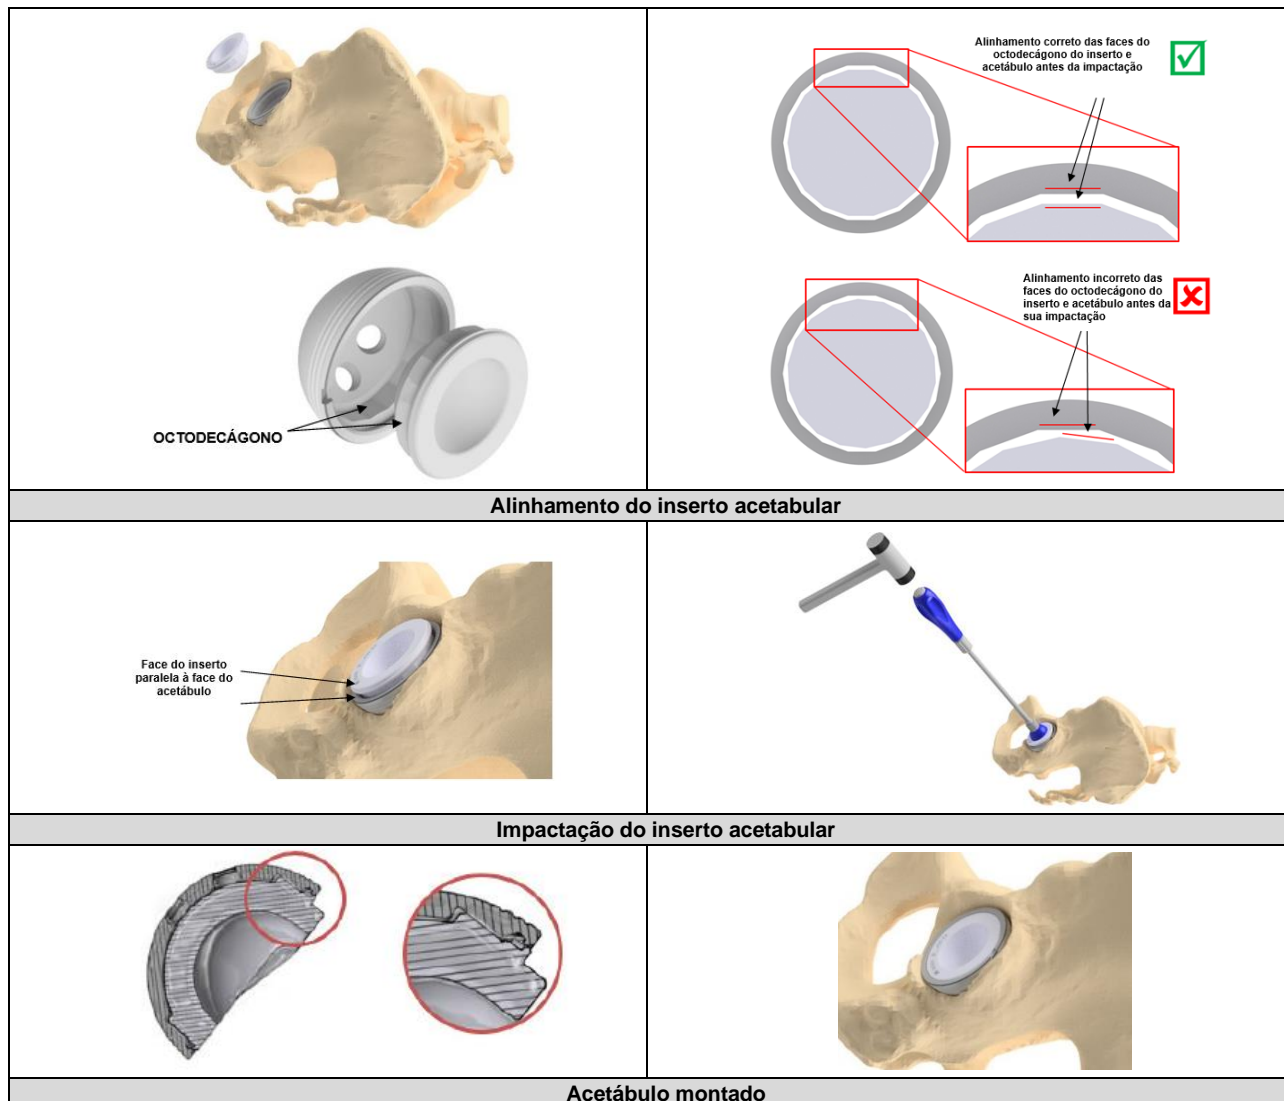 Alinhamento correto das faces do
octodecágono do inserto e
acetábulo antes da impactação
OCTODECÁGONO
Alinhamento incorreto das
faces do octodecágono do
inserto e acetábulo antes da
sua impactação
Alinhamento do inserto acetabular
Face do inserto
paralela à face do
acetábulo
Impactação do inserto acetabular
Acetábulo montado